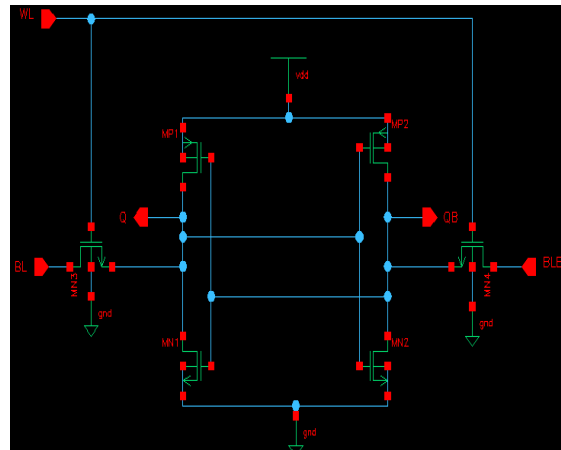 WL
vdd
MP1
MP2
Q
QB
BL
MN3
MN4
BLB
gnd
gnd
MN1
MN2
gnd